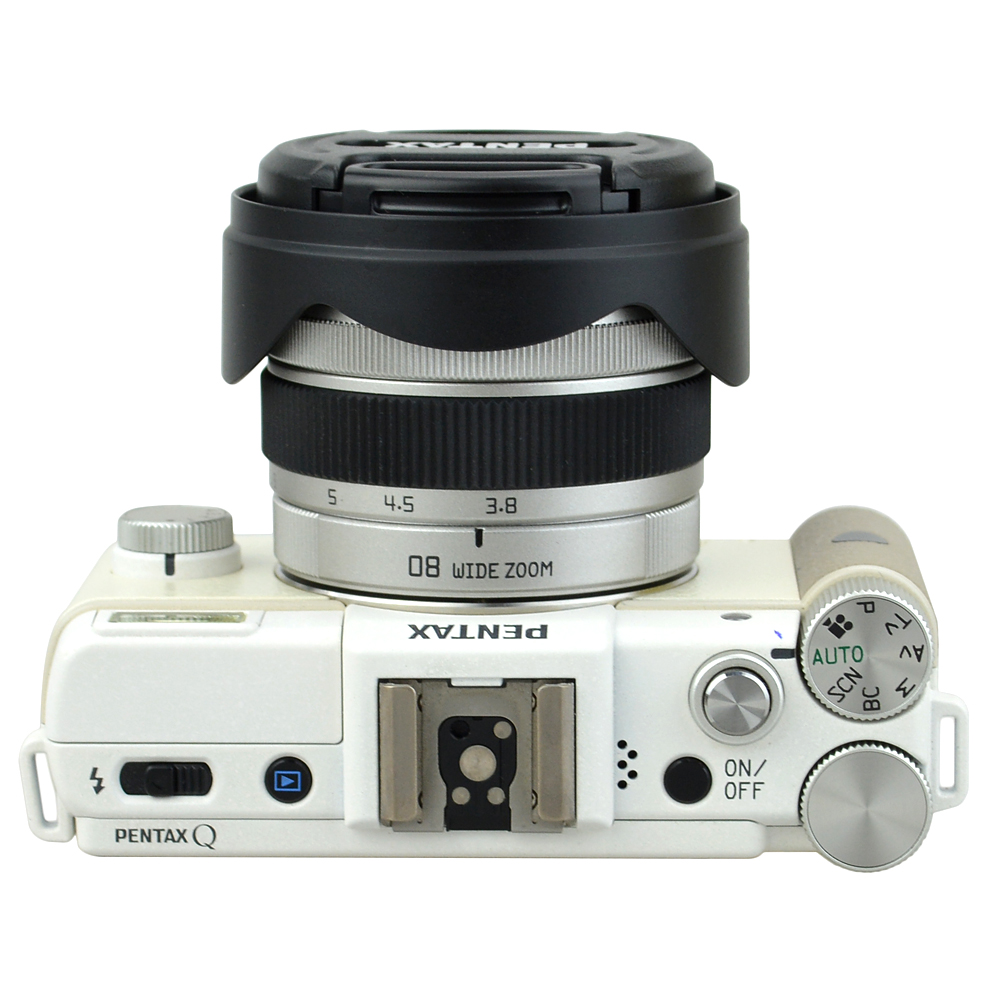 PENTAX
5 4.5 3.8
08 WIDE ZOOM
PENTAX
P
Tv
Av
M
AUTO
SCN
BC
ON/
OFF
PENTAX Q